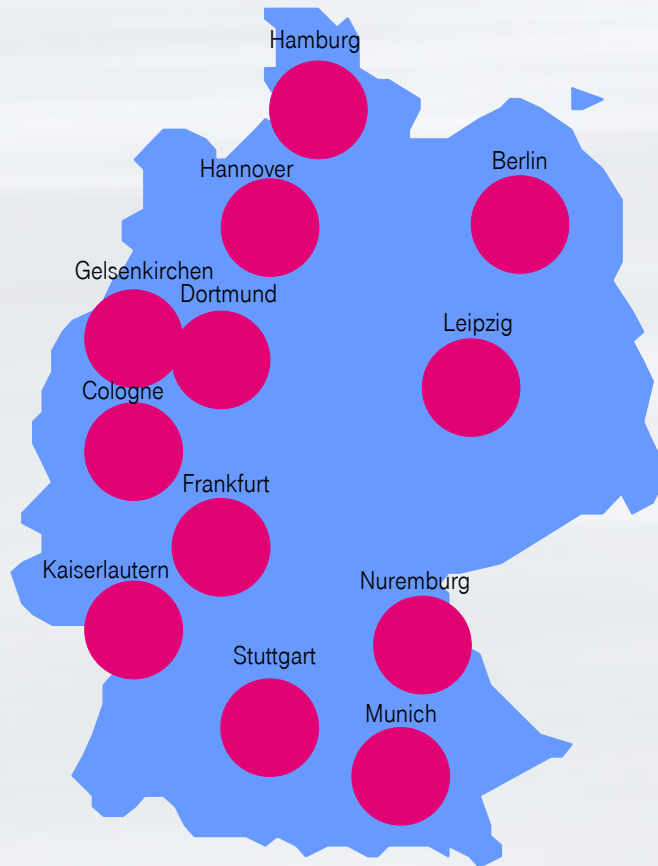 Hamburg
Hannover
Berlin
Gelsenkirchen
Dortmund
Leipzig
Cologne
Frankfurt
Kaiserlautern
Nuremburg
Stuttgart
Munich